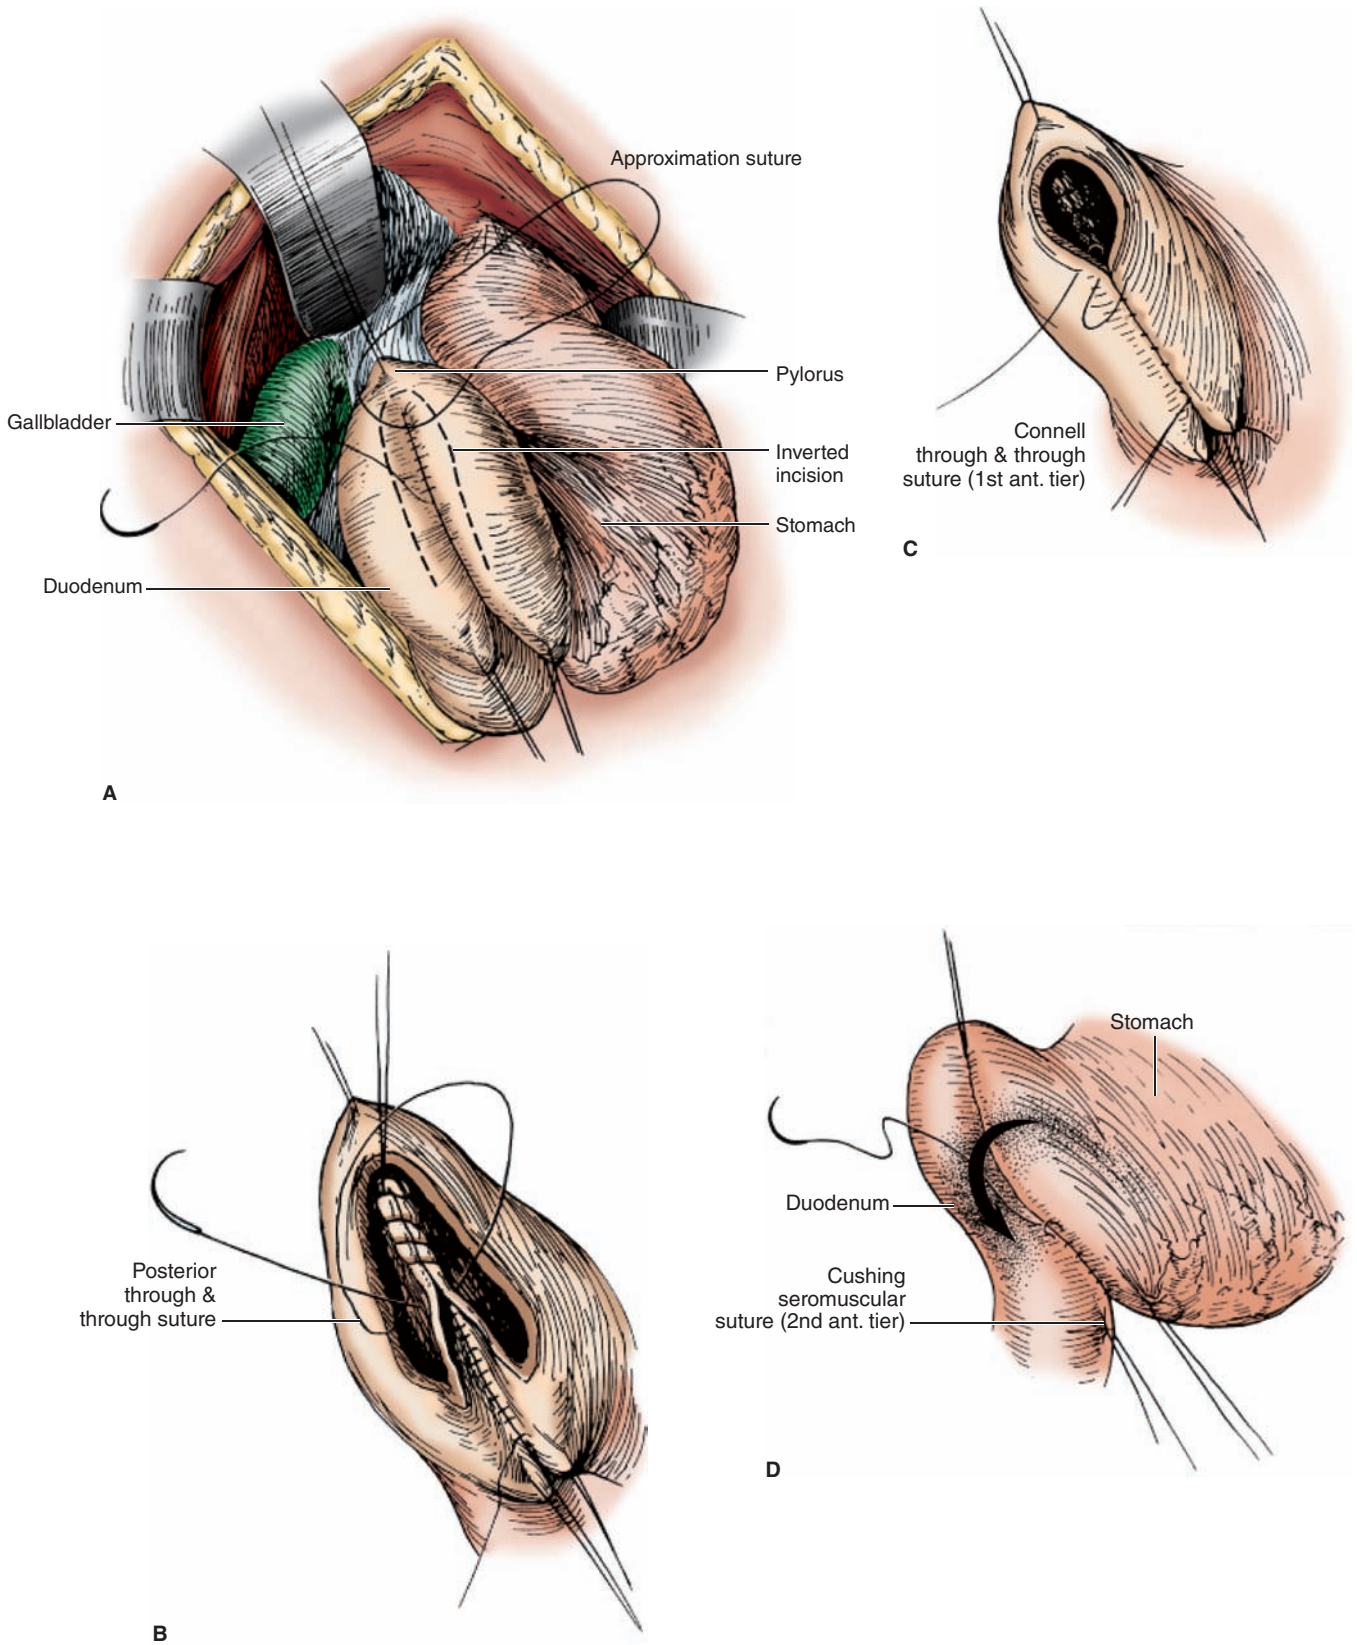 Approximation suture
Pylorus
Gallbladder
Inverted
incision
Stomach
Duodenum
A
Connell
through & through
suture (1st ant. tier)
C
Posterior
through &
through suture
B
Stomach
Duodenum
Cushing
seromuscular
suture (2nd ant. tier)
D